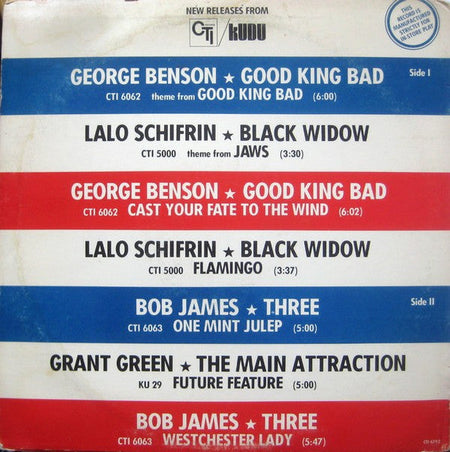 NEW RELEASES FROM
CTI / KUDU
THIS
RECORD IS
MANUFACTURED
STRICTLY FOR
IN-STORE PLAY
GEORGE BENSON ★ GOOD KING BAD Side I
CTI 6062 theme from GOOD KING BAD (6:00)
LALO SCHIFRIN ★ BLACK WIDOW
CTI 5000 theme from JAWS (3:30)
GEORGE BENSON ★ GOOD KING BAD
CTI 6062 CAST YOUR FATE TO THE WIND (6:02)
LALO SCHIFRIN ★ BLACK WIDOW
CTI 5000 FLAMINGO (3:37)
BOB JAMES ★ THREE Side II
CTI 6063 ONE MINT JULEP (5:00)
GRANT GREEN ★ THE MAIN ATTRACTION
KU 29 FUTURE FEATURE (5:00)
BOB JAMES ★ THREE
CTI 6063 WESTCHESTER LADY (5:47)